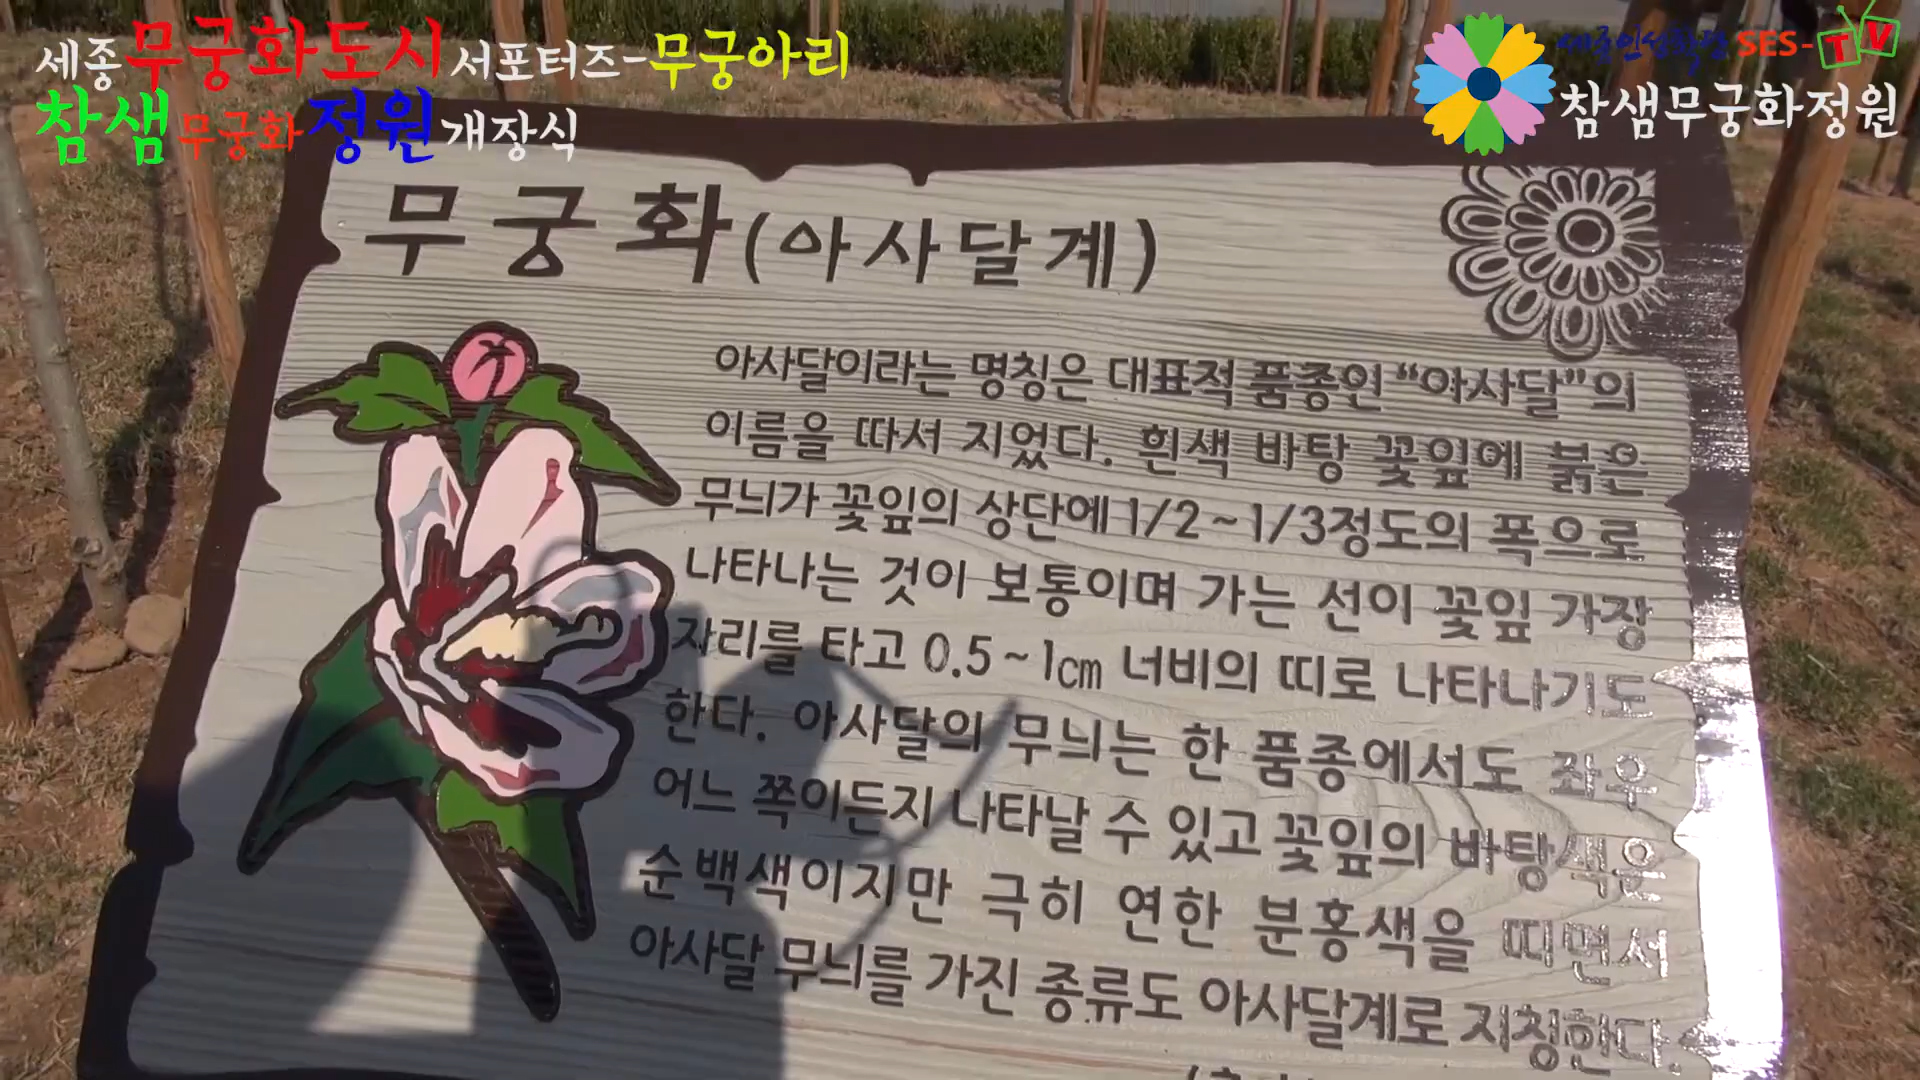 세종무궁화도시서포터즈-무궁아리
참샘무궁화정원개장식
세종인성학당 SES-TV
참샘무궁화정원
무궁화(아사달계)
아사달이라는 명칭은 대표적 품종인 “아사달”의
이름을 따서 지었다. 흰색 바탕 꽃잎에 붉은
무늬가 꽃잎의 상단에 1/2~1/3정도의 폭으로
나타나는 것이 보통이며 가는 선이 꽃잎 가장
자리를 타고 0.5~1㎝ 너비의 띠로 나타나기도
한다. 아사달의 무늬는 한 품종에서도 좌우
어느 쪽이든지 나타날 수 있고 꽃잎의 바탕색은
순백색이지만 극히 연한 분홍색을 띠면서
아사달 무늬를 가진 종류도 아사달계로 지칭한다.